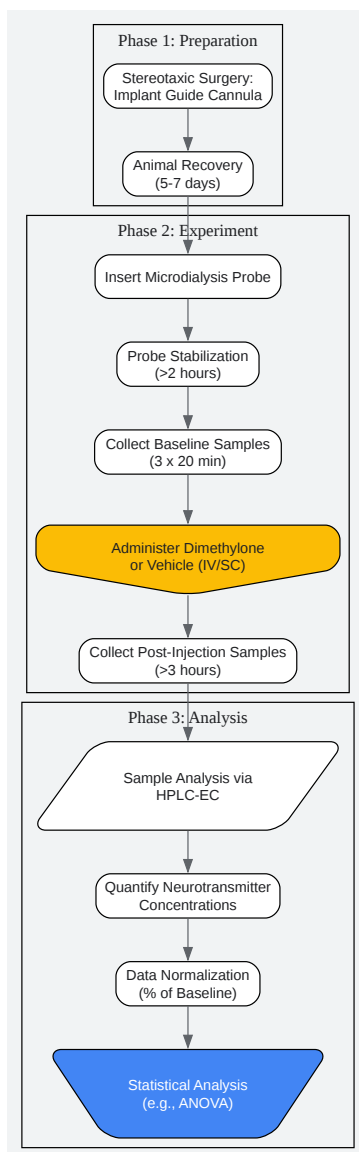 Phase 1: Preparation
Stereotaxic Surgery:
Implant Guide Cannula
Animal Recovery
(5-7 days)
Phase 2: Experiment
Insert Microdialysis Probe
Probe Stabilization
(>2 hours)
Collect Baseline Samples
(3 x 20 min)
Administer Dimethylone
or Vehicle (IV/SC)
Collect Post-Injection Samples
(>3 hours)
Phase 3: Analysis
Sample Analysis via
HPLC-EC
Quantify Neurotransmitter
Concentrations
Data Normalization
(% of Baseline)
Statistical Analysis
(e.g., ANOVA)